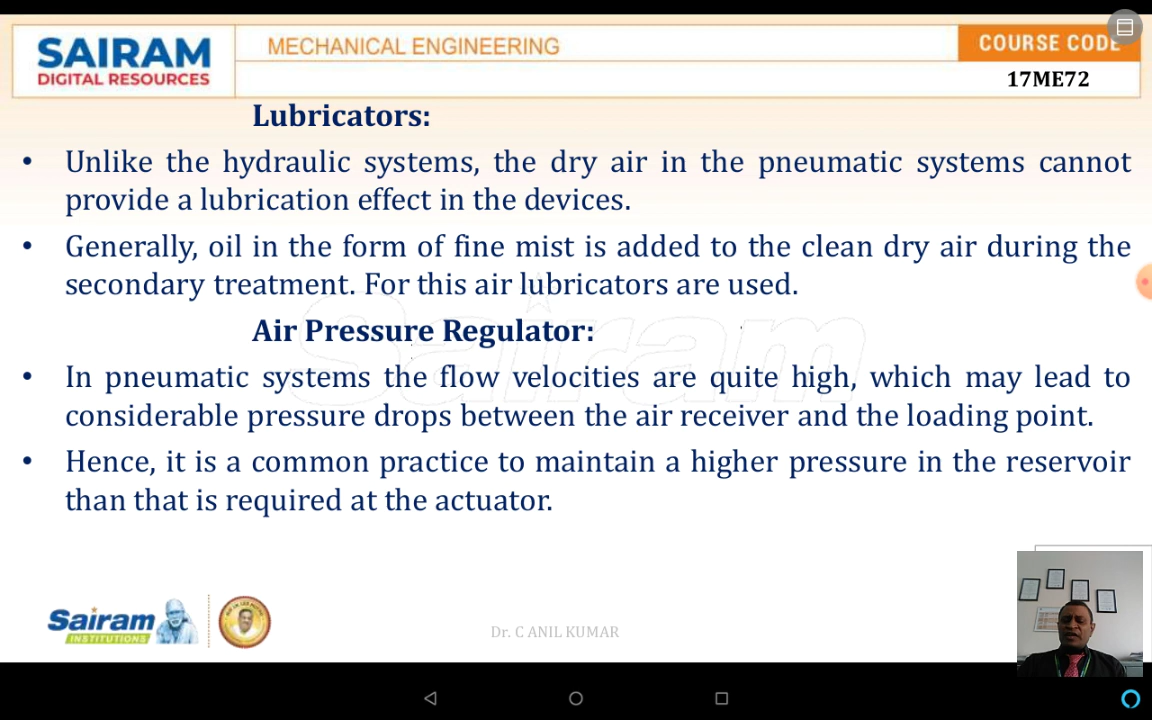 SAIRAM
DIGITAL RESOURCES
MECHANICAL ENGINEERING
COURSE CODE
17ME72
Lubricators:
• Unlike the hydraulic systems, the dry air in the pneumatic systems cannot
provide a lubrication effect in the devices.
• Generally, oil in the form of fine mist is added to the clean dry air during the
secondary treatment. For this air lubricators are used.
Sairam
Air Pressure Regulator:
• In pneumatic systems the flow velocities are quite high, which may lead to
considerable pressure drops between the air receiver and the loading point.
• Hence, it is a common practice to maintain a higher pressure in the reservoir
than that is required at the actuator.
Sairam
INSTITUTIONS
Dr. C ANIL KUMAR